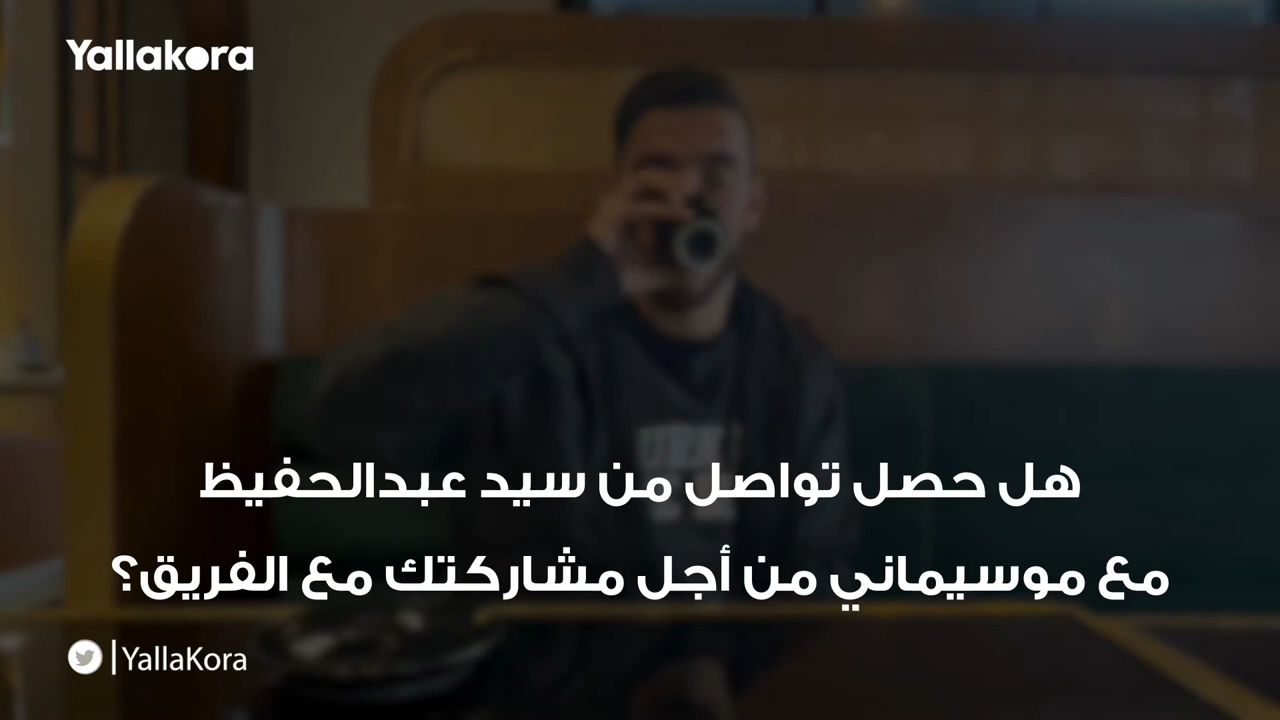 Yallakora
هل حصل تواصل من سيد عبدالحفيظ
مع موسيماني من أجل مشاركتك مع الفريق؟
|YallaKora